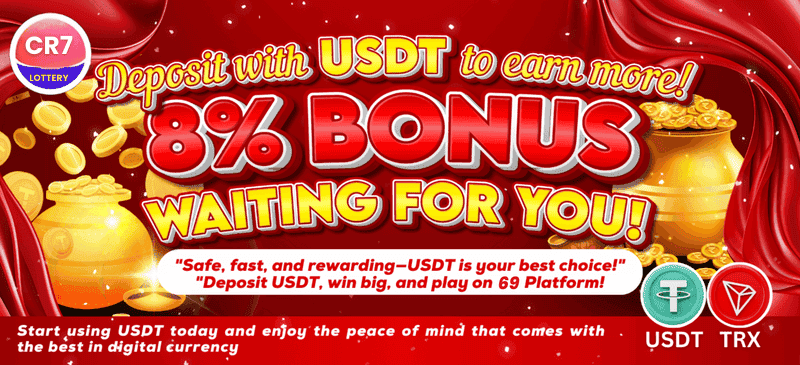 CR7
LOTTERY
Deposit with USDT to earn more!
8% BONUS
WAITING FOR YOU!
"Safe, fast, and rewarding—USDT is your best choice!"
"Deposit USDT, win big, and play on 69 Platform!
Start using USDT today and enjoy the peace of mind that comes with
the best in digital currency
USDT TRX